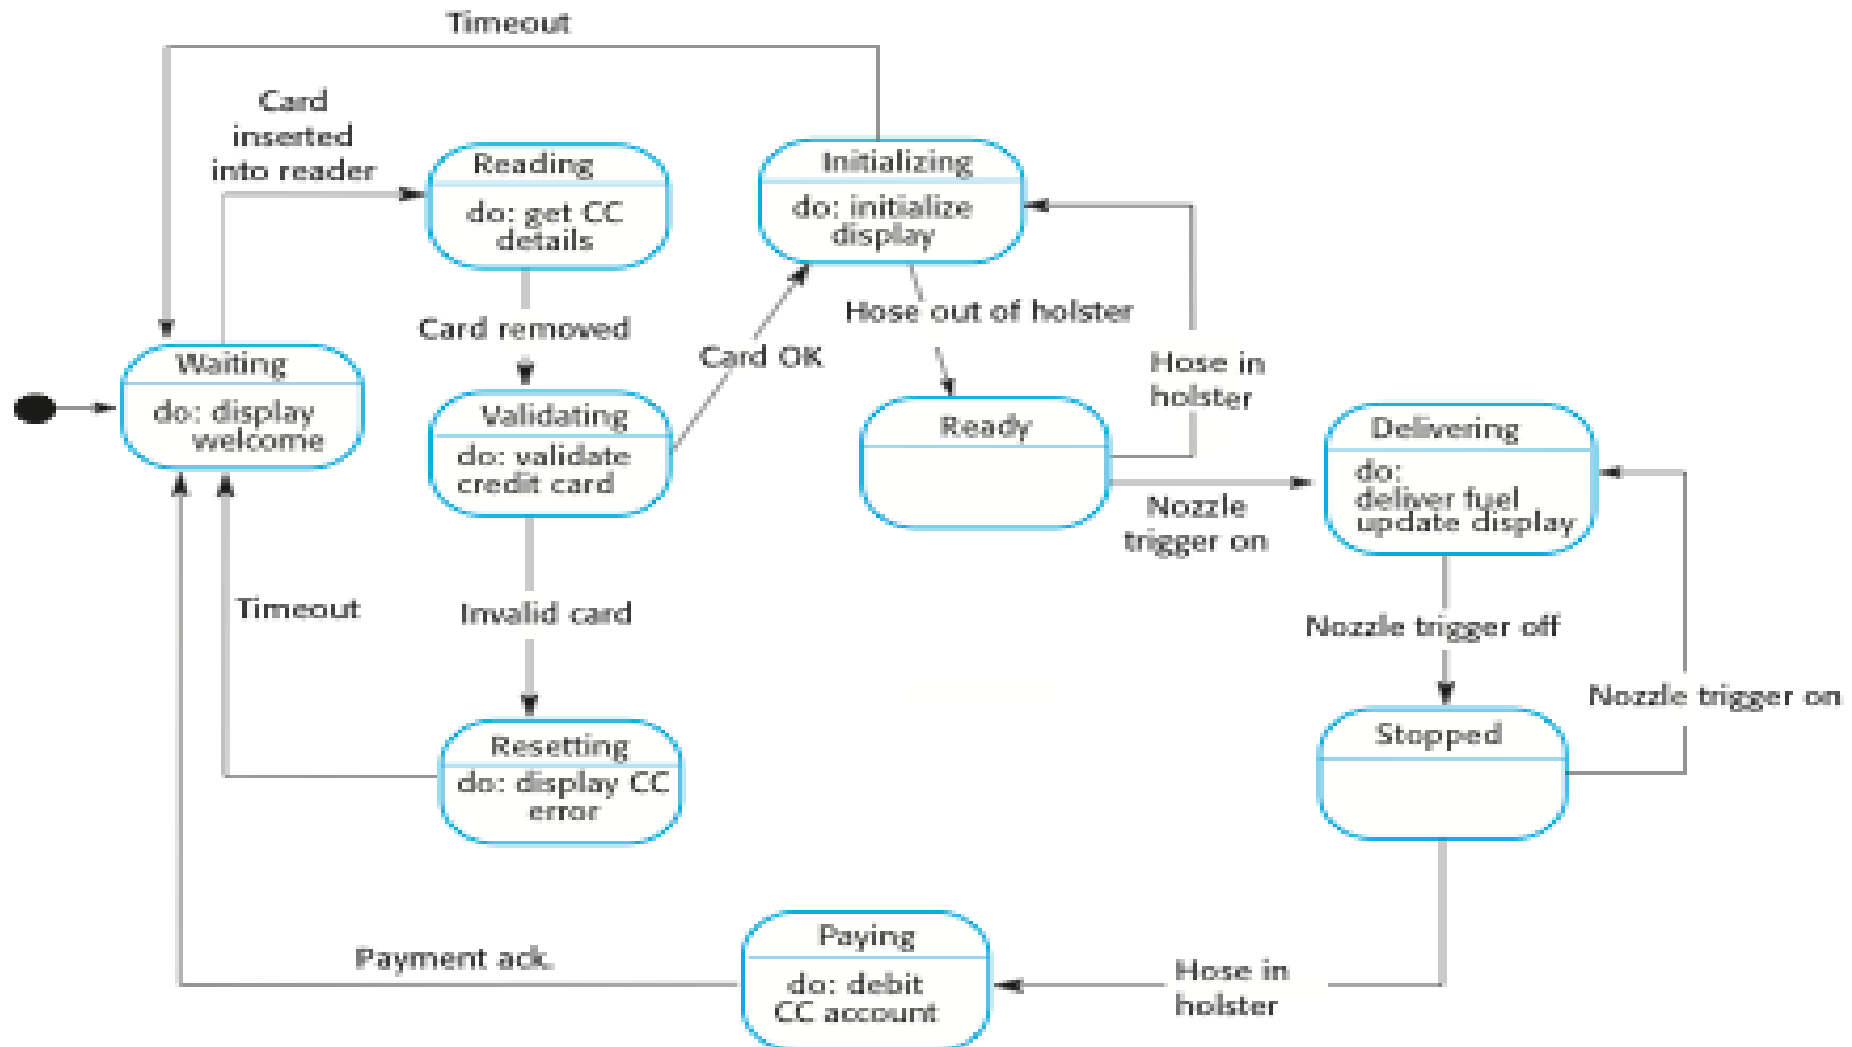 Timeout
Card
inserted
into reader
Reading
do: get CC
details
Initializing
do: initialize
display
Card removed
Hose out of holster
Card OK
Hose in
holster
Waiting
do: display
welcome
Validating
do: validate
credit card
Ready
Delivering
do:
deliver fuel
update display
Nozzle
trigger on
Timeout
Invalid card
Nozzle trigger off
Nozzle trigger on
Resetting
do: display CC
error
Stopped
Paying
do: debit
CC account
Payment ack.
Hose in
holster